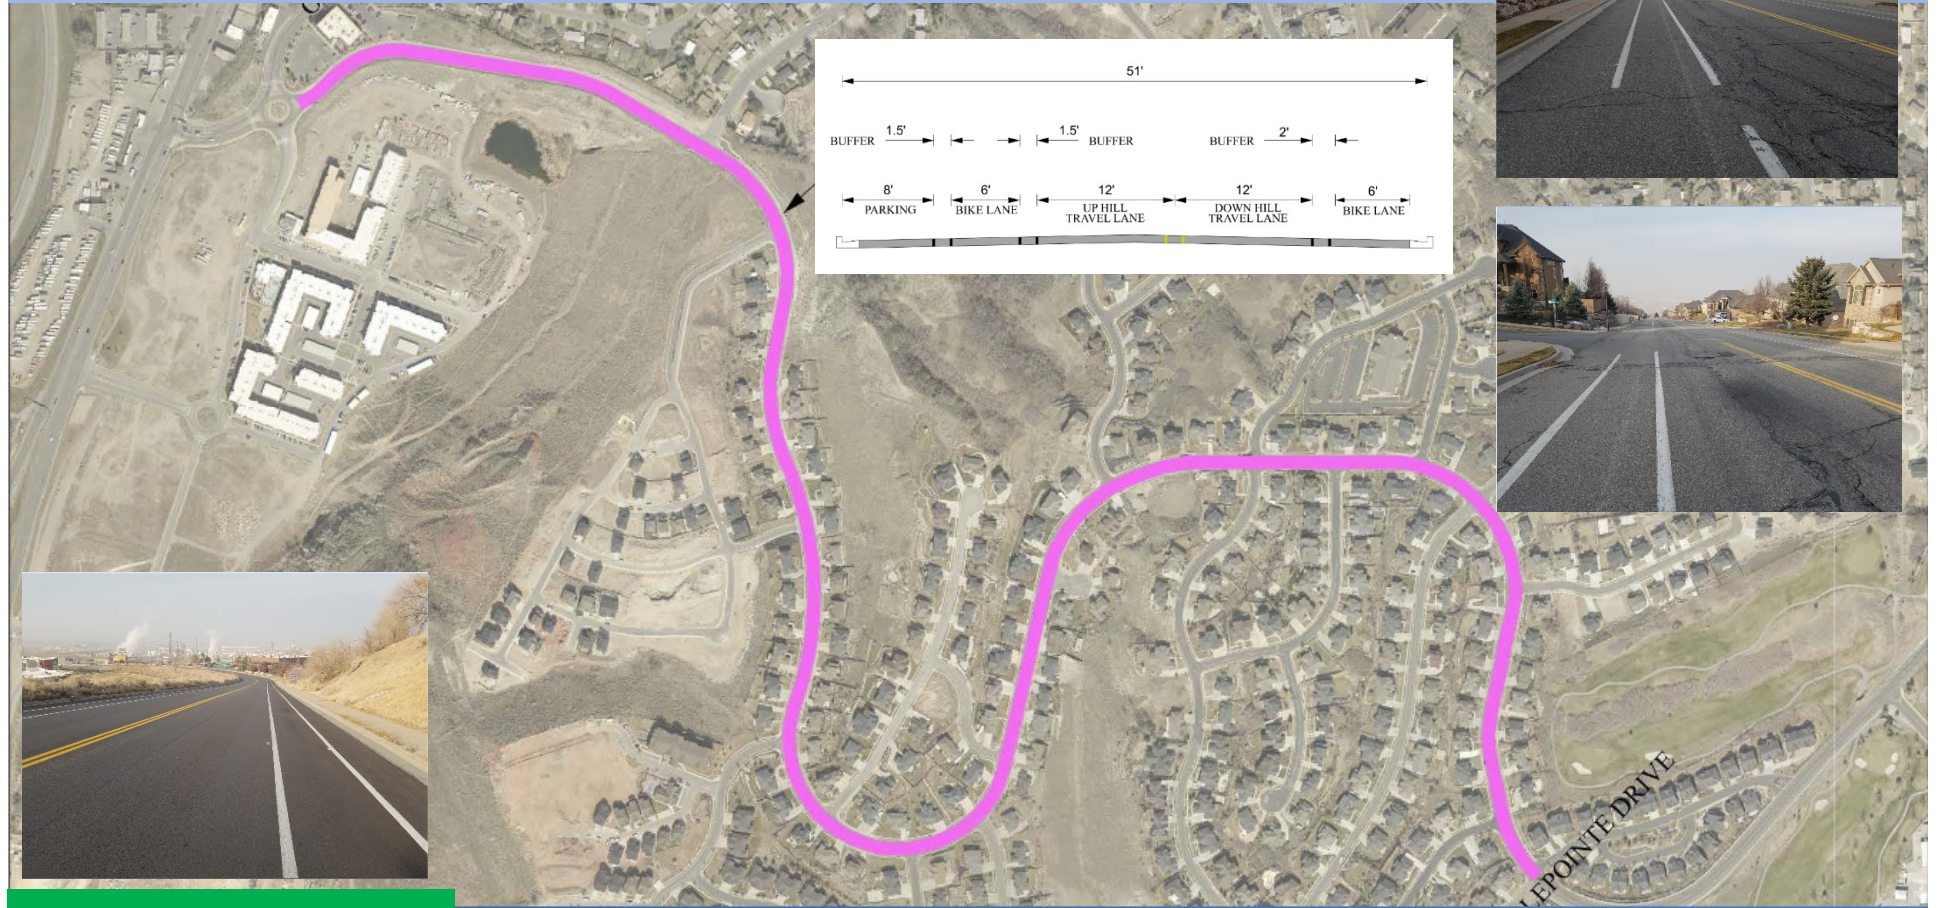 51'
1.5' 1.5' 2'
BUFFER BUFFER BUFFER
8' 6' 12' 12' 6'
PARKING BIKE LANE UP HILL DOWN HILL BIKE LANE
TRAVEL LANE TRAVEL LANE
LEPOINTE DRIVE